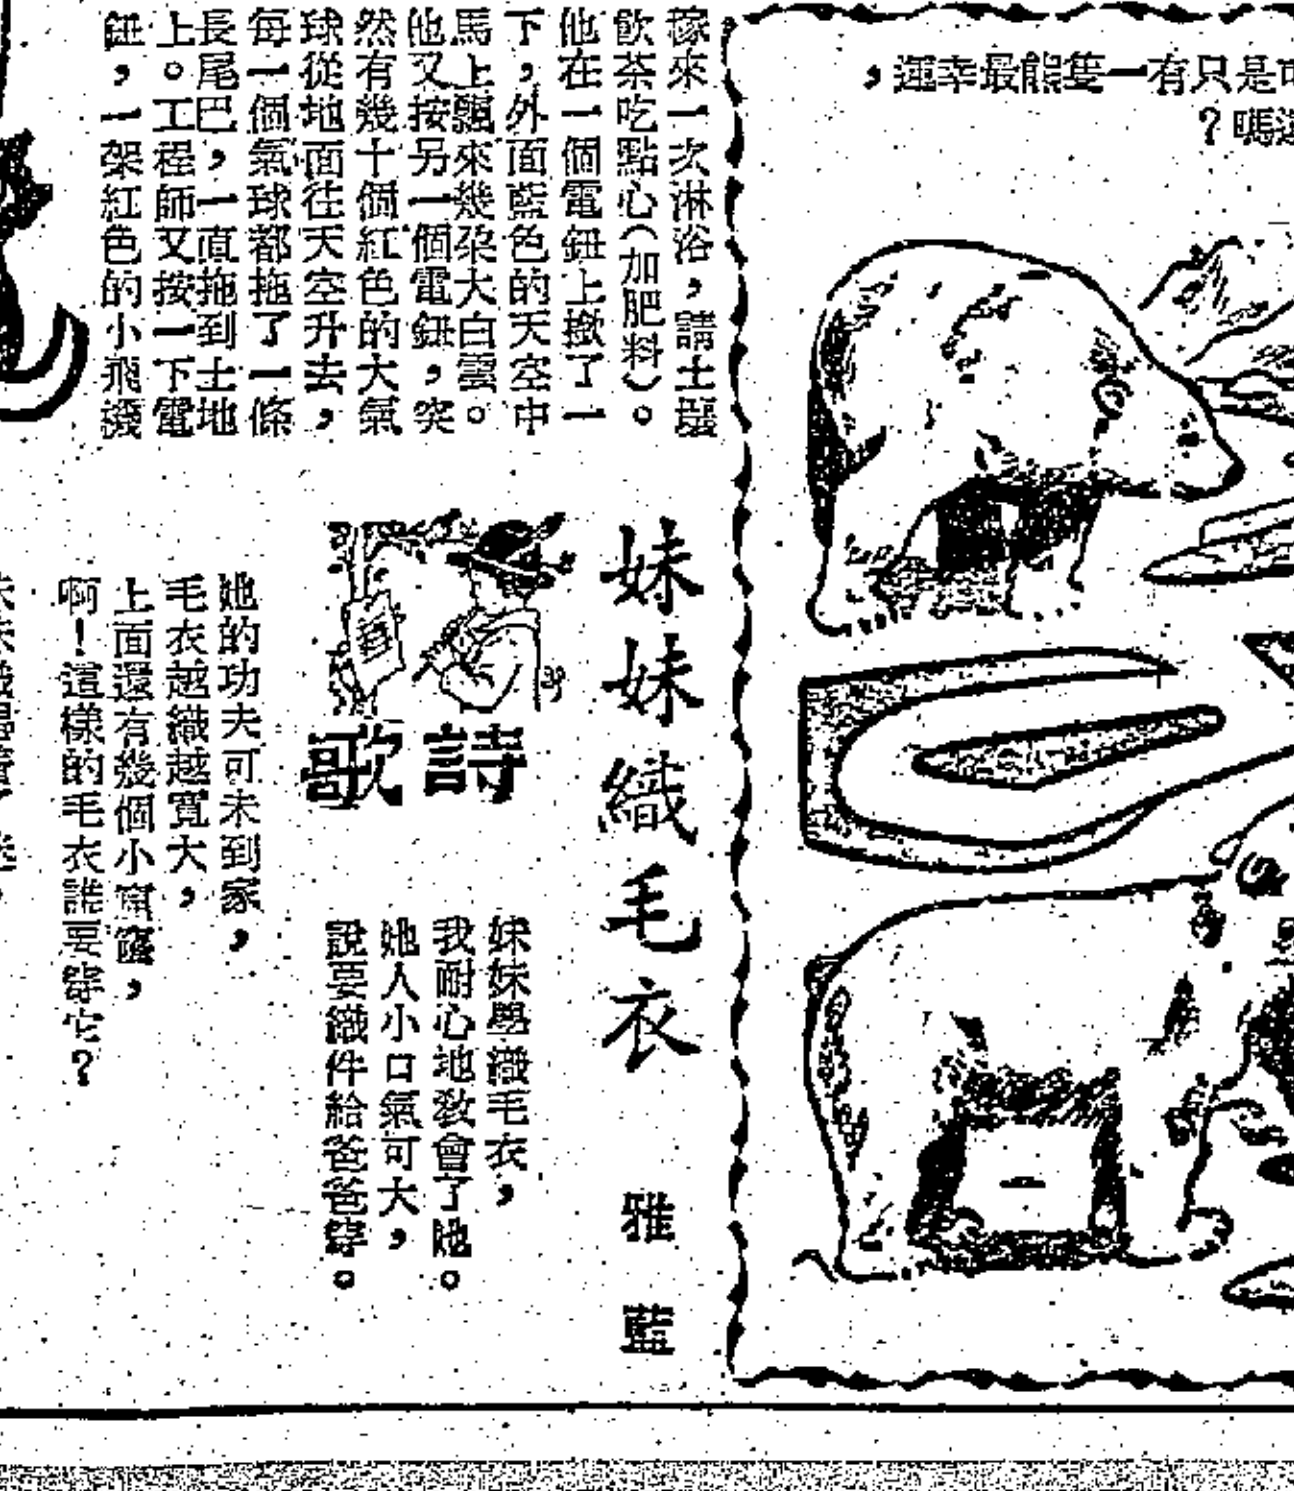 ，運幸最熊隻一有只是
？嗎
稼來一次淋浴，請土壤
飲茶吃點心（加肥料）。
他在一個電鈕上撳了一
下，外面藍色的天空中
馬上飄來幾朶大白雲。
他又按另一個電鈕，突
然有幾十個紅色的大氣
球從地面往天空升去，
每一個氣球都拖了一條
長尾巴，一直拖到土地
上。工程師又按一下電
鈕，一架紅色的小飛機
妹妹織毛衣
雅藍
詩歌
妹妹學織毛衣，
我耐心地敎會了她。
她人小口氣可大，
說要織件給爸爸穿。
她的功夫可未到家，
毛衣越織越寬大，
上面還有幾個小窟窿，
啊！這樣的毛衣誰要穿它？